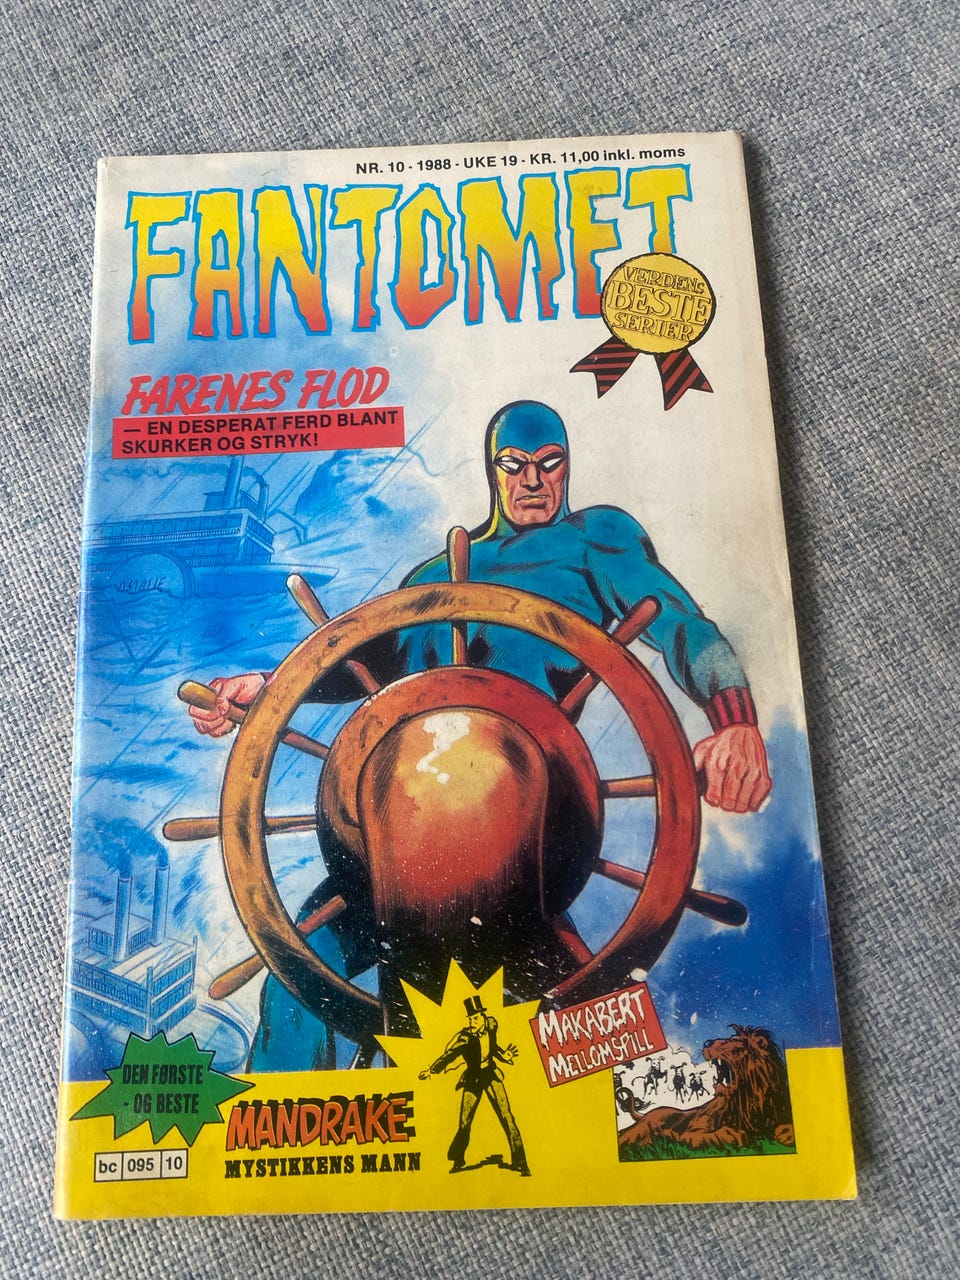 NR. 10 - 1988 - UKE 19 - KR. 11,00 inkl. moms
FANTOMET
VERDENS
BESTE
SERIER
FARENES FLOD
— EN DESPERAT FERD BLANT
SKURKER OG STRYK!
MAKABERT
MELLOMSPILL
DEN FØRSTE
- OG BESTE
MANDRAKE
MYSTIKKENS MANN
bc 095 10